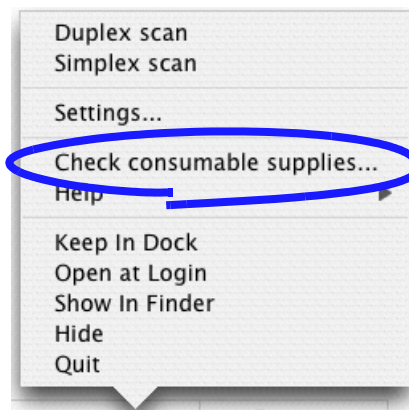 Duplex scan
Simplex scan
Settings...
Check consumable supplies...
Help
Keep In Dock
Open at Login
Show In Finder
Hide
Quit